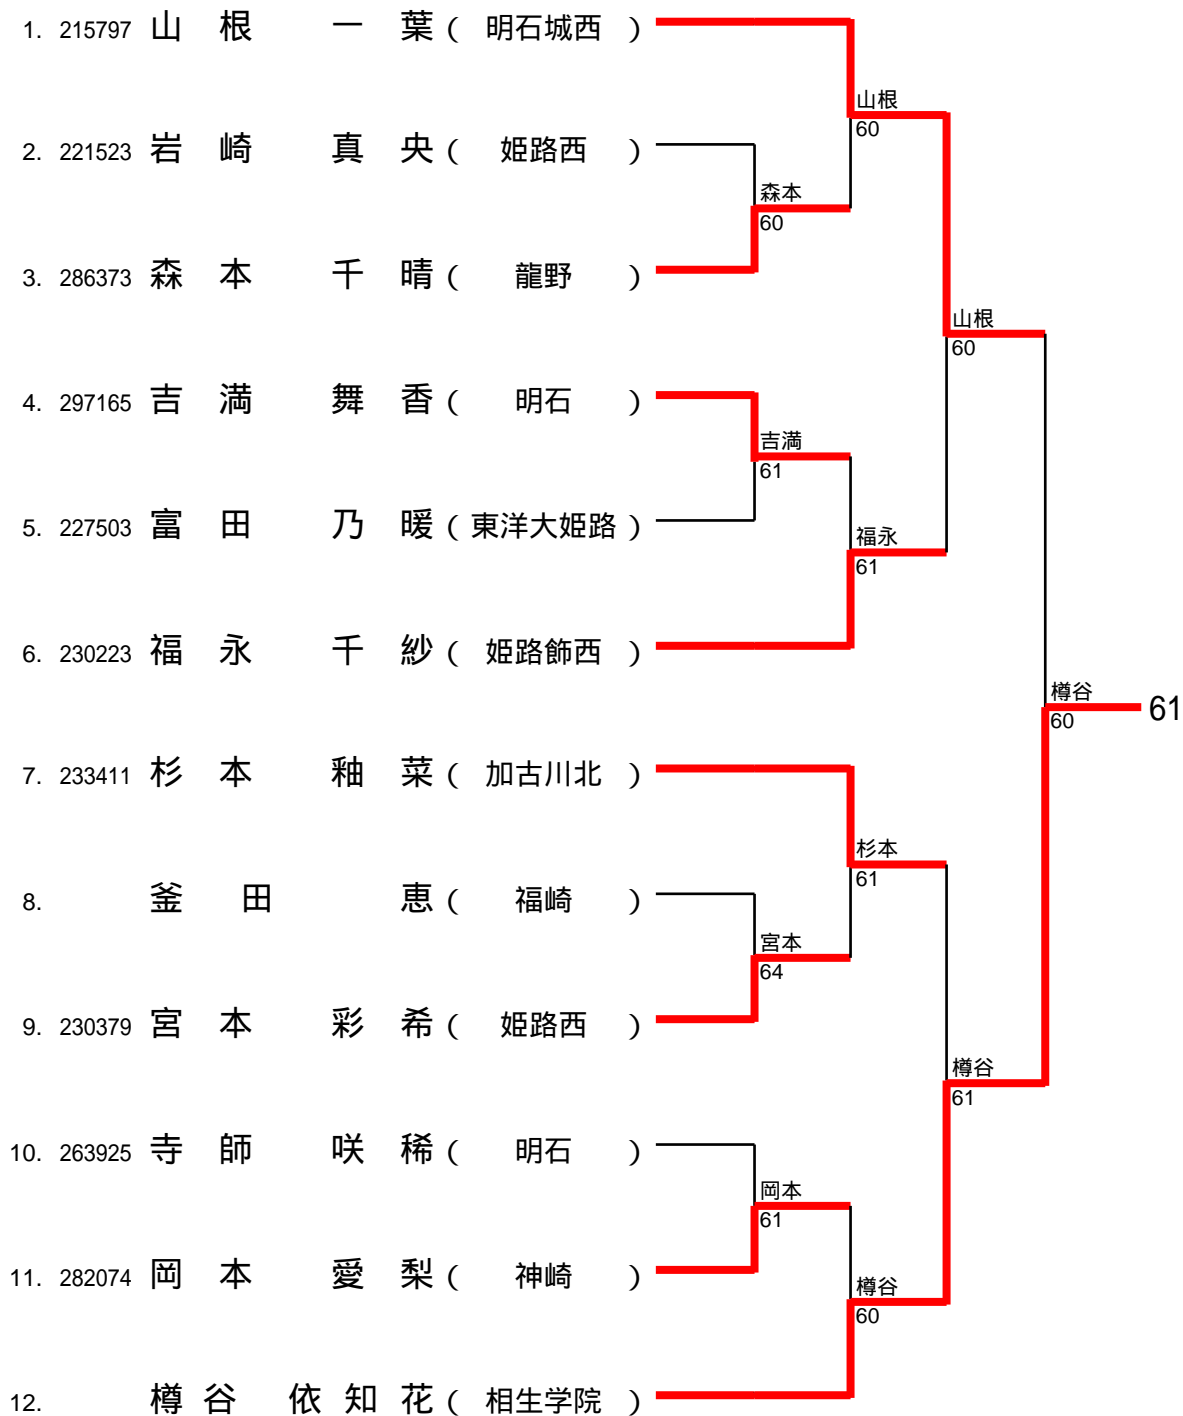 1. 215797 山根 一葉 ( 明石城西 )
山根
60
2. 221523 岩崎 真央 ( 姫路西 )
森本
60
3. 286373 森本 千晴 ( 龍野 )
山根
60
4. 297165 吉満 舞香 ( 明石 )
吉満
61
5. 227503 富田 乃暖 ( 東洋大姫路 )
福永
61
6. 230223 福永 千紗 ( 姫路飾西 )
樽谷
60
61
7. 233411 杉本 釉菜 ( 加古川北 )
杉本
61
8. 釜田 恵 ( 福崎 )
宮本
64
9. 230379 宮本 彩希 ( 姫路西 )
樽谷
61
10. 263925 寺師 咲稀 ( 明石 )
岡本
61
11. 282074 岡本 愛梨 ( 神崎 )
樽谷
60
12. 樽谷 依知花 ( 相生学院 )